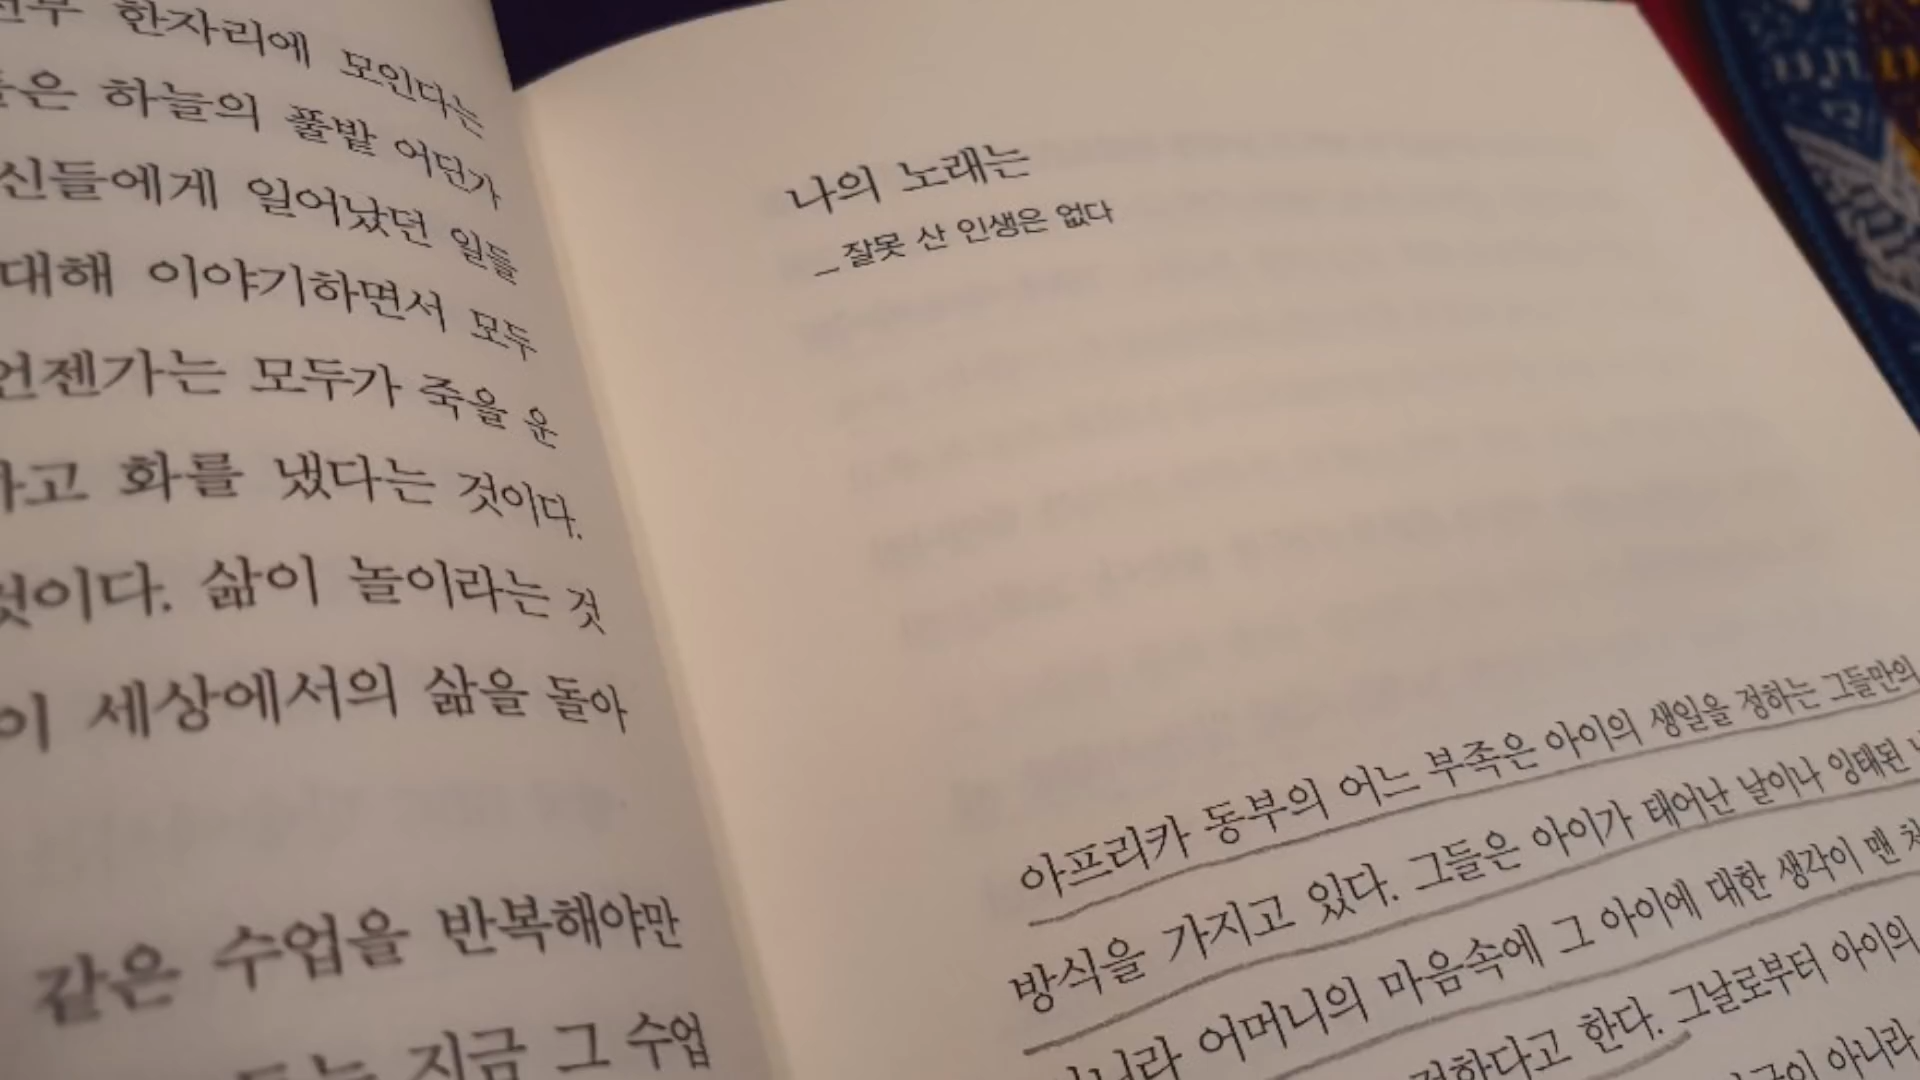 한자리에 모인다는
은 하늘의 풀밭 어딘가
신들에게 일어났던 일들
대해 이야기하면서 모두
언젠가는 모두가 죽을 운
하고 화를 냈다는 것이다.
것이다. 삶이 놀이라는 것
이 세상에서의 삶을 돌아
같은 수업을 반복해야만
지금 그 수업
나의 노래는
_ 잘못 산 인생은 없다
아프리카 동부의 어느 부족은 아이의 생일을 정하는 그들만의
방식을 가지고 있다. 그들은 아이가 태어난 날이나 잉태된
어머니의 마음속에 그 아이에 대한 생각이 맨
한다. 그날로부터 아이의
아니라